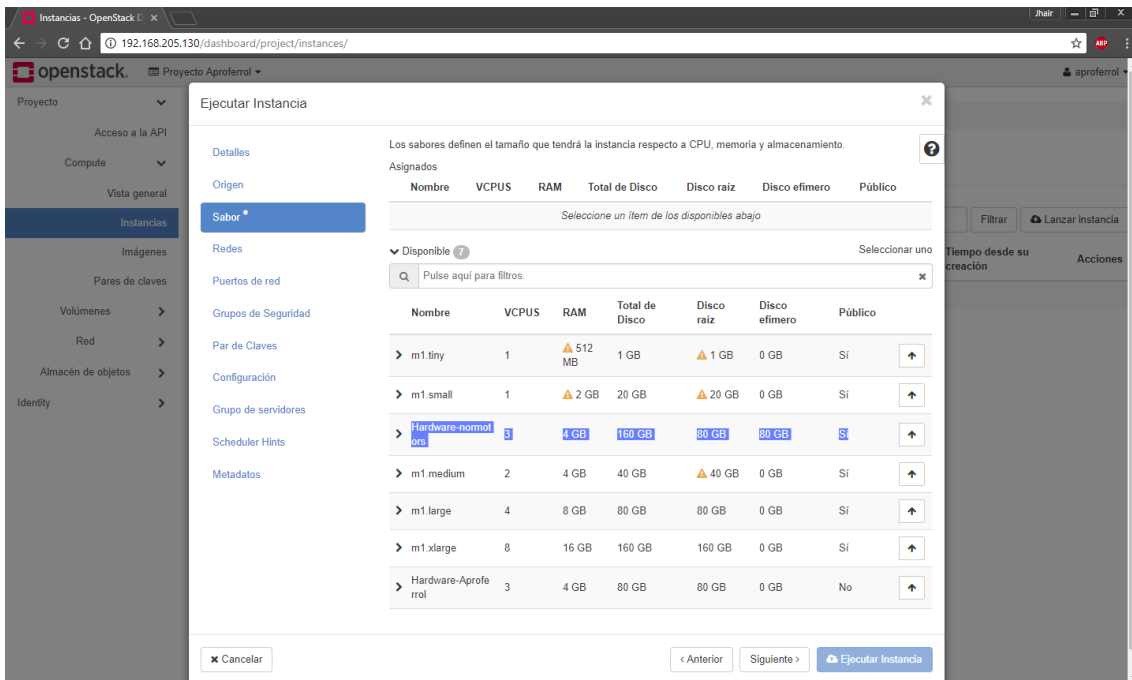 Instancias - OpenStack D
Jhair
192.168.205.130/dashboard/project/instances/
ABP
openstack. Proyecto Aproferrol
aproferrol
Proyecto
Acceso a la API
Compute
Vista general
Instancias
Imágenes
Pares de claves
Volúmenes
Red
Almacén de objetos
Identity
Ejecutar Instancia
Detalles
Origen
Sabor *
Redes
Puertos de red
Grupos de Seguridad
Par de Claves
Configuración
Grupo de servidores
Scheduler Hints
Metadatos
Los sabores definen el tamaño que tendrá la instancia respecto a CPU, memoria y almacenamiento.
Asignados
Nombre VCPUS RAM Total de Disco Disco raíz Disco efimero Público
Seleccione un ítem de los disponibles abajo
Disponible 7
Seleccionar uno
Pulse aquí para filtros.
Nombre VCPUS RAM Total de Disco Disco raíz Disco efimero Público
m1.tiny 1 512 MB 1 GB 1 GB 0 GB Sí
m1.small 1 2 GB 20 GB 20 GB 0 GB Sí
Hardware-normotors 3 4 GB 160 GB 80 GB 80 GB Sí
m1.medium 2 4 GB 40 GB 40 GB 0 GB Sí
m1.large 4 8 GB 80 GB 80 GB 0 GB Sí
m1.xlarge 8 16 GB 160 GB 160 GB 0 GB Sí
Hardware-Aproferrol 3 4 GB 80 GB 80 GB 0 GB No
Cancelar
< Anterior
Siguiente >
Ejecutar Instancia
Filtrar
Lanzar instancia
Tiempo desde su creación
Acciones